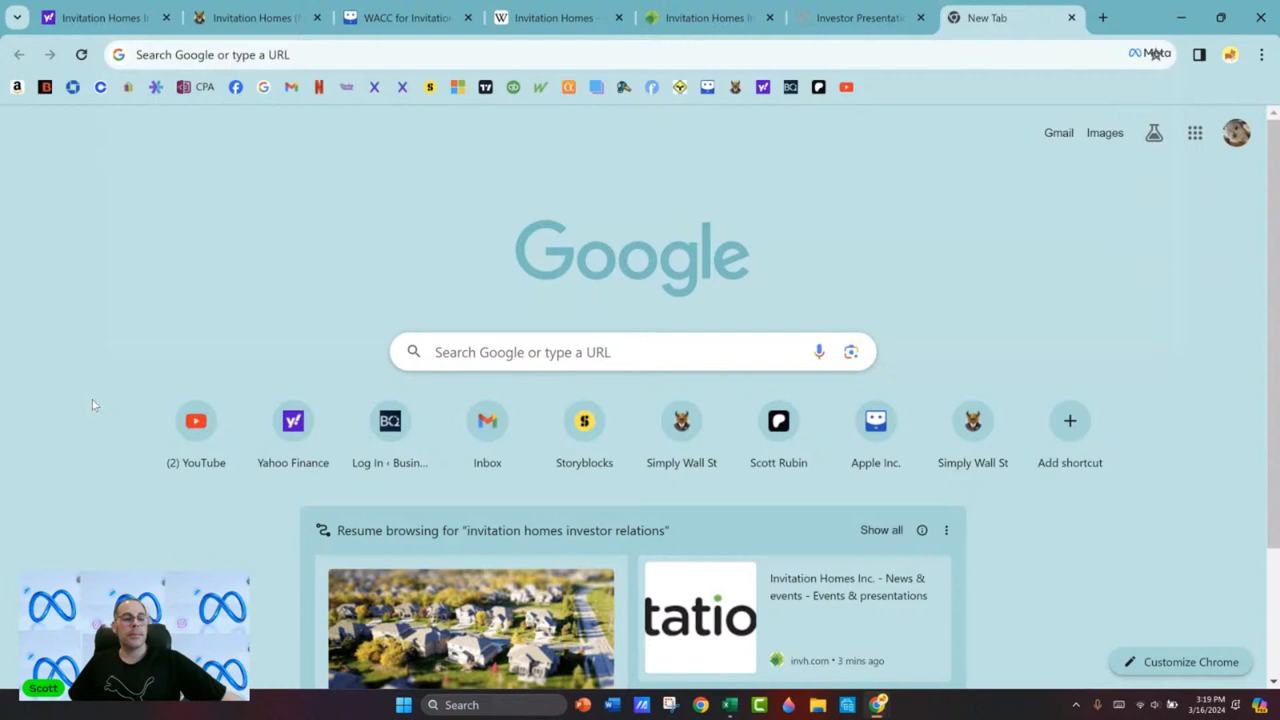 Invitation Homes I
Invitation Homes (
WACC for Invitation
Invitation Homes -
Invitation Homes I
Investor Presentati
New Tab
Search Google or type a URL
Meta
CPA
Gmail
Images
Google
Search Google or type a URL
(2) YouTube
Yahoo Finance
Log In ‹ Busin...
Inbox
Storyblocks
Simply Wall St
Scott Rubin
Apple Inc.
Simply Wall St
Add shortcut
Resume browsing for "invitation homes investor relations"
Show all
Invitation Homes Inc. - News &
events - Events & presentations
tatio
invh.com • 3 mins ago
Customize Chrome
Scott
Search
3:19 PM
3/16/2024